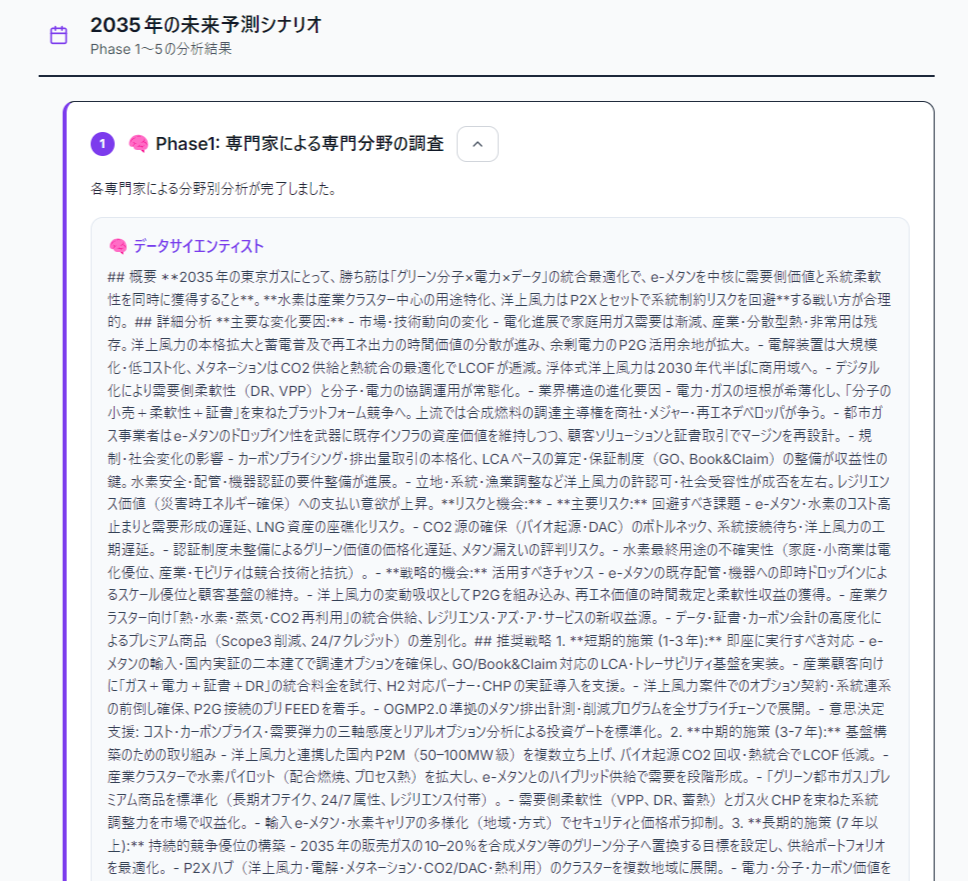 2035年の未来予測シナリオ
Phase 1～5の分析結果
1 🧠 Phase1: 専門家による専門分野の調査
各専門家による分野別分析が完了しました。
🧠 データサイエンティスト
## 概要 **2035年の東京ガスにとって、勝ち筋は「グリーン分子×電力×データ」の統合最適化で、e-メタンを中核に需要側価値と系統柔軟
性を同時に獲得すること**。**水素は産業クラスター中心の用途特化、洋上風力はP2Xとセットで系統制約リスクを回避**する戦い方が合理
的。 ## 詳細分析 **主要な変化要因:** - 市場・技術動向の変化 - 電化進展で家庭用ガス需要は漸減、産業・分散型熱・非常用は残
存。洋上風力の本格拡大と蓄電普及で再エネ出力の時間価値の分散が進み、余剰電力のP2G活用余地が拡大。 - 電解装置は大規模
化・低コスト化、メタネーションはCO2供給と熱統合の最適化でLCOFが逓減。浮体式洋上風力は2030年代半ばに商用域へ。 - デジタル
化により需要側柔軟性（DR、VPP）と分子・電力の協調運用が常態化。 - 業界構造の進化要因 - 電力・ガスの垣根が希薄化し、「分子の
小売＋柔軟性＋証書」を束ねたプラットフォーム競争へ。上流では合成燃料の調達主導権を商社・メジャー・再エネデベロッパが争う。 - 都市ガ
ス事業者はe-メタンのドロップイン性を武器に既存インフラの資産価値を維持しつつ、顧客ソリューションと証書取引でマージンを再設計。 - 規
制・社会変化の影響 - カーボンプライシング・排出量取引の本格化、LCAベースの算定・保証制度（GO、Book&Claim）の整備が収益性の
鍵。水素安全・配管・機器認証の要件整備が進展。 - 立地・系統・漁業調整など洋上風力の許認可・社会受容性が成否を左右。レジリエン
ス価値（災害時エネルギー確保）への支払い意欲が上昇。 **リスクと機会:** - **主要リスク:** 回避すべき課題 - e-メタン・水素のコスト高
止まりと需要形成の遅延、LNG資産の座礁化リスク。 - CO2源の確保（バイオ起源・DAC）のボトルネック、系統接続待ち・洋上風力の工
期遅延。 - 認証制度未整備によるグリーン価値の価格化遅延、メタン漏えいの評判リスク。 - 水素最終用途の不確実性（家庭・小商業は電
化優位、産業・モビリティは競合技術と拮抗）。 - **戦略的機会:** 活用すべきチャンス - e-メタンの既存配管・機器への即時ドロップインによ
るスケール優位と顧客基盤の維持。 - 洋上風力の変動吸収としてP2Gを組み込み、再エネ価値の時間裁定と柔軟性収益の獲得。 - 産業ク
ラスター向け「熱・水素・蒸気・CO2再利用」の統合供給、レジリエンス・アズ・ア・サービスの新収益源。 - データ・証書・カーボン会計の高度化に
よるプレミアム商品（Scope3削減、24/7クレジット）の差別化。 ## 推奨戦略 1. **短期的施策 (1-3年):** 即座に実行すべき対応 - e-
メタンの輸入・国内実証の二本建てで調達オプションを確保し、GO/Book&Claim対応のLCA・トレーサビリティ基盤を実装。 - 産業顧客向け
に「ガス＋電力＋証書＋DR」の統合料金を試行、H2対応バーナー・CHPの実証導入を支援。 - 洋上風力案件でのオプション契約・系統連系
の前倒し確保、P2G接続のプリFEEDを着手。 - OGMP2.0準拠のメタン排出計測・削減プログラムを全サプライチェーンで展開。 - 意思決定
支援: コスト・カーボンプライス・需要弾力の三軸感度とリアルオプション分析による投資ゲートを標準化。 2. **中期的施策 (3-7年):** 基盤構
築のための取り組み - 洋上風力と連携した国内P2M（50–100MW級）を複数立ち上げ、バイオ起源CO2回収・熱統合でLCOF低減。 -
産業クラスターで水素パイロット（配合燃焼、プロセス熱）を拡大し、e-メタンとのハイブリッド供給で需要を段階形成。 - 「グリーン都市ガス」プレ
ミアム商品を標準化（長期オフテイク、24/7属性、レジリエンス付帯）。 - 需要側柔軟性（VPP、DR、蓄熱）とガス火CHPを束ねた系統
調整力を市場で収益化。 - 輸入e-メタン・水素キャリアの多様化（地域・方式）でセキュリティと価格ボラ抑制。 3. **長期的施策 (7年以
上):** 持続的競争優位の構築 - 2035年の販売ガスの10–20%を合成メタン等のグリーン分子へ置換する目標を設定し、供給ポートフォリオ
を最適化。 - P2Xハブ（洋上風力・電解・メタネーション・CO2/DAC・熱利用）のクラスターを複数地域に展開。 - 電力・分子・カーボン価値を